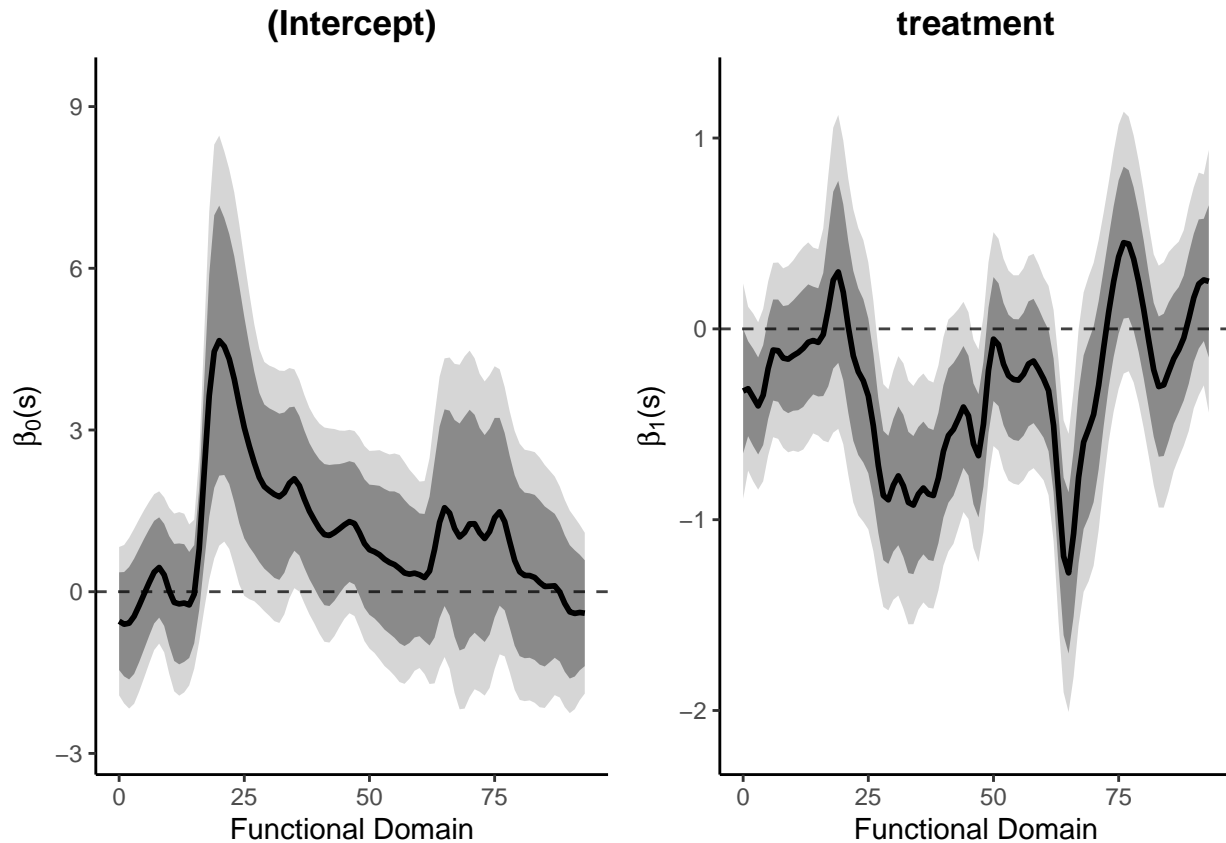 (Intercept)
β₀(s)
9
6
3
0
−3
0 25 50 75
Functional Domain
treatment
β₁(s)
1
0
−1
−2
0 25 50 75
Functional Domain